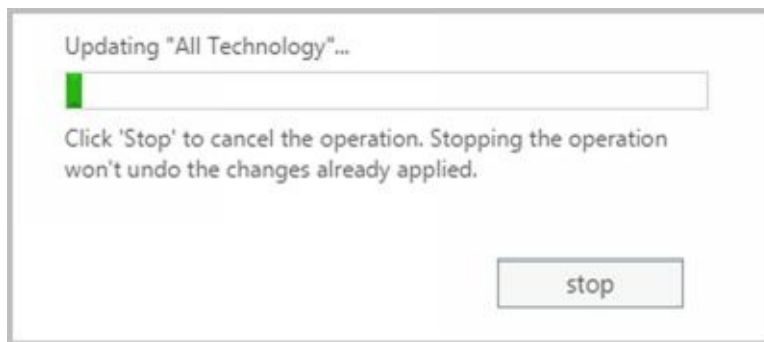 Updating "All Technology"...
Click 'Stop' to cancel the operation. Stopping the operation
won't undo the changes already applied.
stop